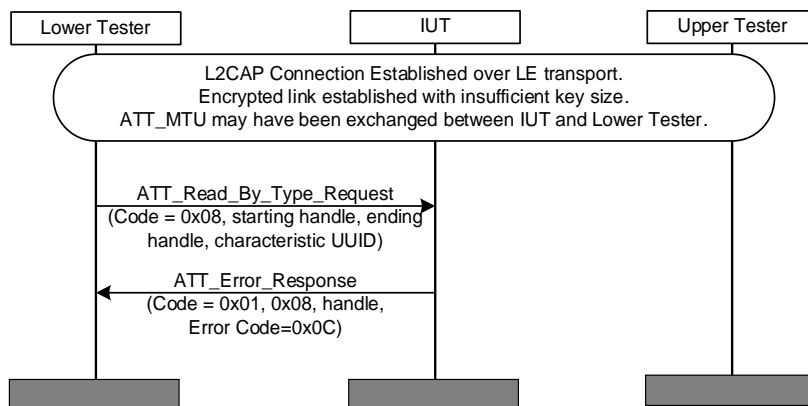 Lower Tester
IUT
Upper Tester
L2CAP Connection Established over LE transport.
Encrypted link established with insufficient key size.
ATT_MTU may have been exchanged between IUT and Lower Tester.
ATT_Read_By_Type_Request
(Code = 0x08, starting handle, ending
handle, characteristic UUID)
ATT_Error_Response
(Code = 0x01, 0x08, handle,
Error Code=0x0C)